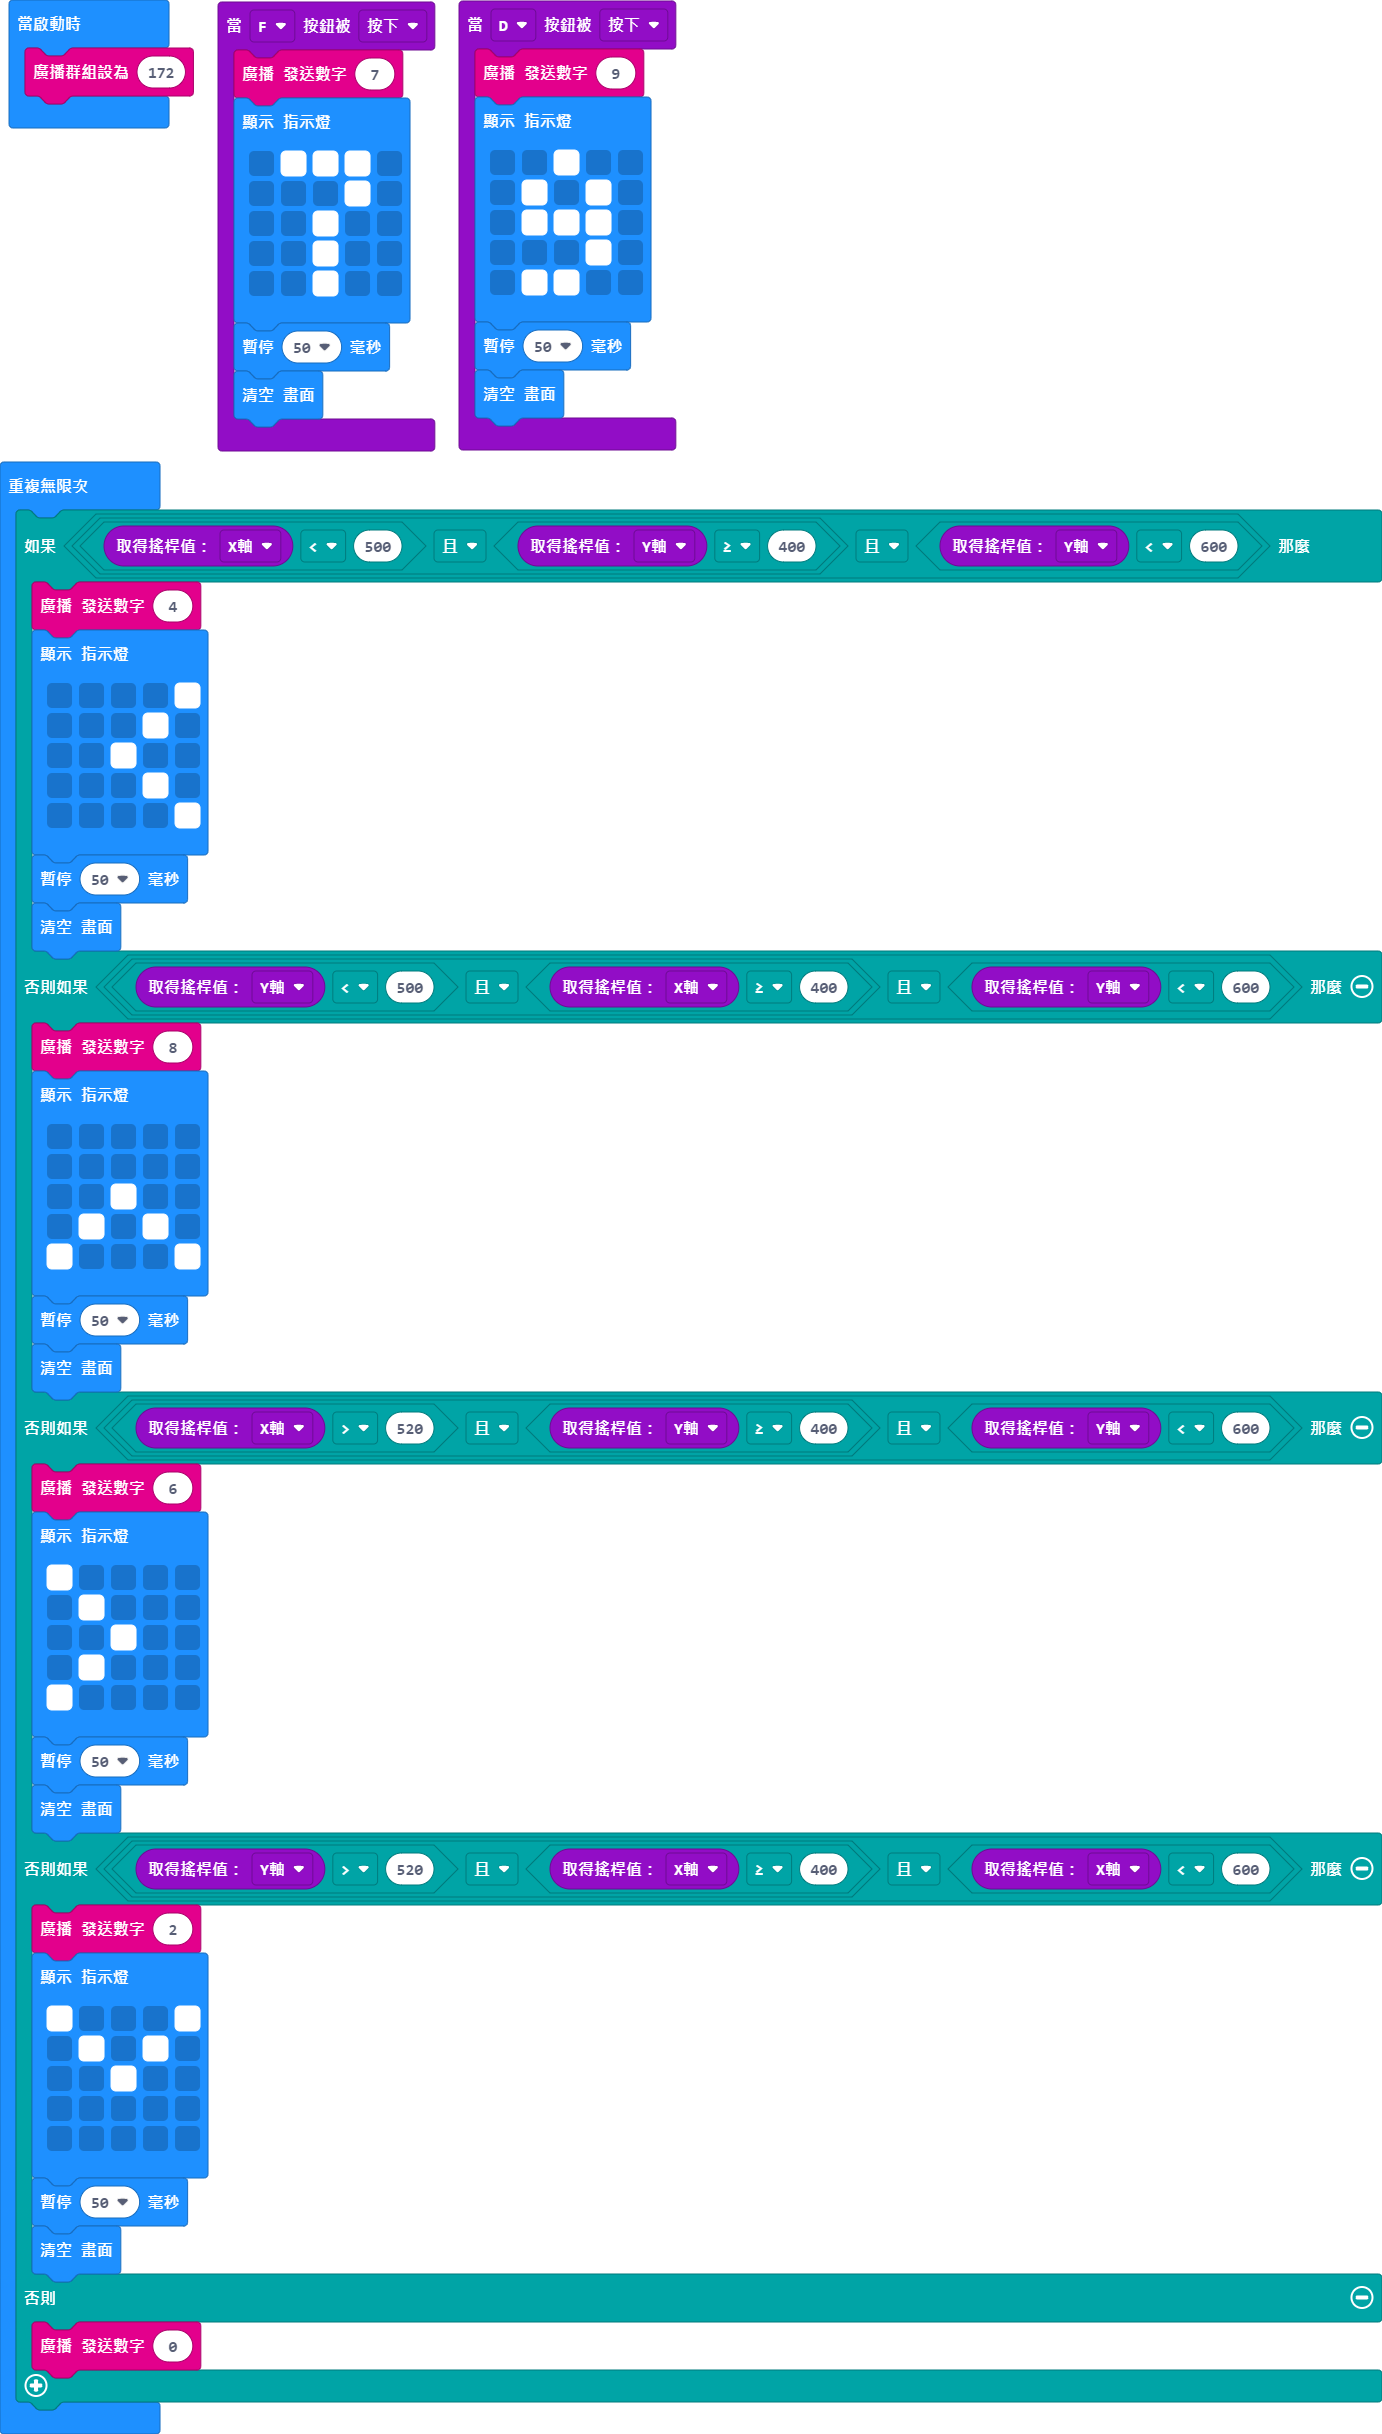 當啟動時
廣播群組設為 172
當 F 按鈕被 按下
廣播 發送數字 7
顯示 指示燈
暫停 50 毫秒
清空 畫面
當 D 按鈕被 按下
廣播 發送數字 9
顯示 指示燈
暫停 50 毫秒
清空 畫面
重複無限次
如果 取得搖桿值： X軸 < 500 且 取得搖桿值： Y軸 ≥ 400 且 取得搖桿值： Y軸 < 600 那麼
廣播 發送數字 4
顯示 指示燈
暫停 50 毫秒
清空 畫面
否則如果 取得搖桿值： Y軸 < 500 且 取得搖桿值： X軸 ≥ 400 且 取得搖桿值： Y軸 < 600 那麼
廣播 發送數字 8
顯示 指示燈
暫停 50 毫秒
清空 畫面
否則如果 取得搖桿值： X軸 > 520 且 取得搖桿值： Y軸 ≥ 400 且 取得搖桿值： Y軸 < 600 那麼
廣播 發送數字 6
顯示 指示燈
暫停 50 毫秒
清空 畫面
否則如果 取得搖桿值： Y軸 > 520 且 取得搖桿值： X軸 ≥ 400 且 取得搖桿值： X軸 < 600 那麼
廣播 發送數字 2
顯示 指示燈
暫停 50 毫秒
清空 畫面
否則
廣播 發送數字 0